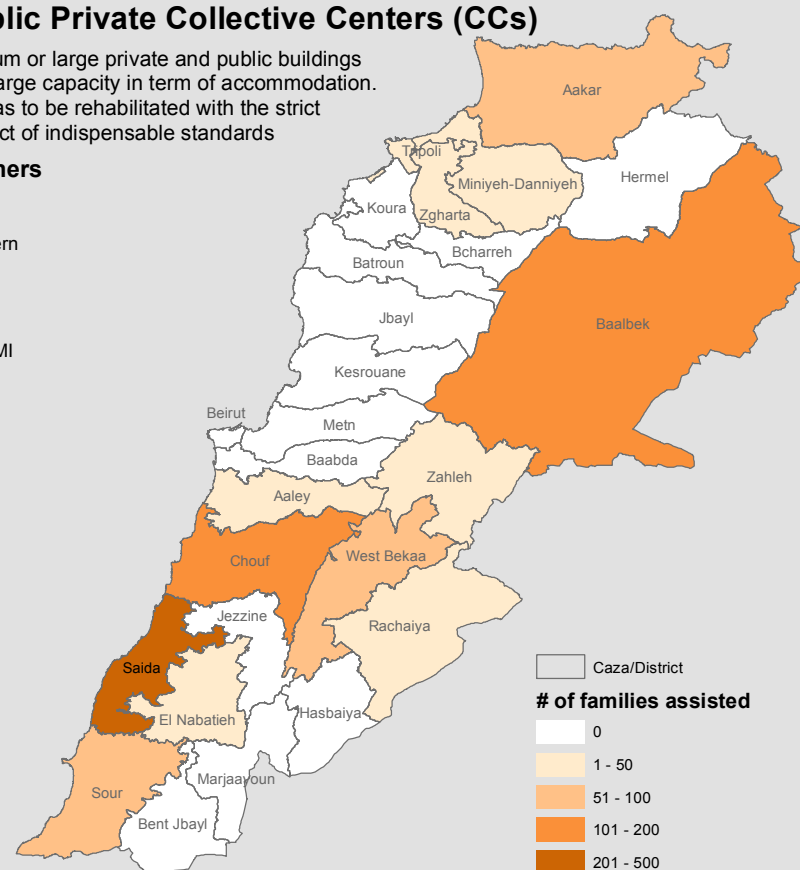 lic Private Collective Centers (CCs)
um or large private and public buildings
arge capacity in term of accommodation.
as to be rehabilitated with the strict
ct of indispensable standards
ners
ern
MI
Aakar
Tripoli
Miniyeh-Danniyeh
Hermel
Koura
Zgharta
Bcharreh
Batroun
Jbayl
Baalbek
Kesrouane
Beirut
Metn
Baabda
Zahleh
Aaley
Chouf
West Bekaa
Jezzine
Rachaiya
Saida
El Nabatieh
Hasbaiya
Marjaayoun
Sour
Bent Jbayl
Caza/District
# of families assisted
0
1 - 50
51 - 100
101 - 200
201 - 500